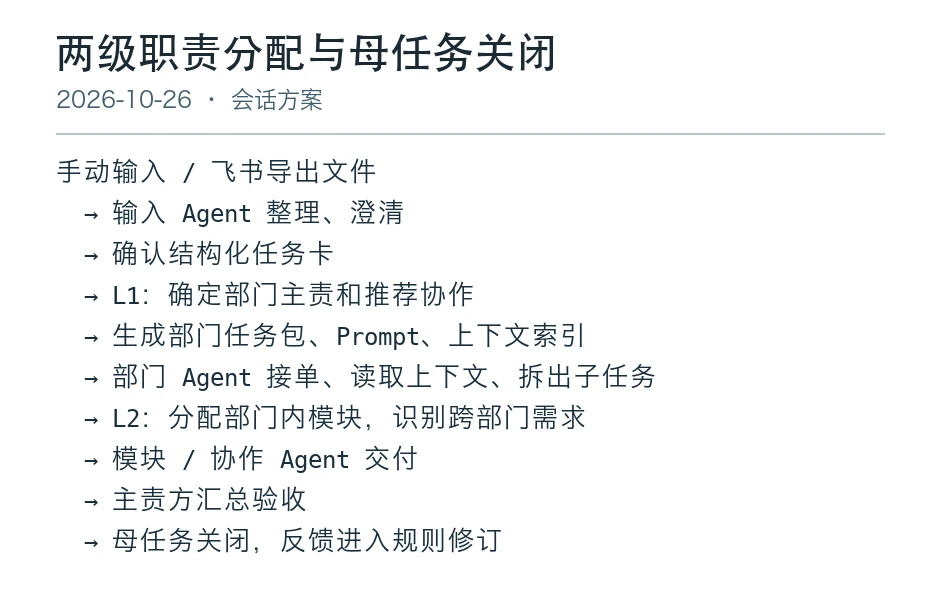 两级职责分配与母任务关闭
2026-10-26 · 会话方案
手动输入 / 飞书导出文件
→ 输入 Agent 整理、澄清
→ 确认结构化任务卡
→ L1: 确定部门主责和推荐协作
→ 生成部门任务包、Prompt、上下文索引
→ 部门 Agent 接单、读取上下文、拆出子任务
→ L2: 分配部门内模块，识别跨部门需求
→ 模块 / 协作 Agent 交付
→ 主责方汇总验收
→ 母任务关闭，反馈进入规则修订